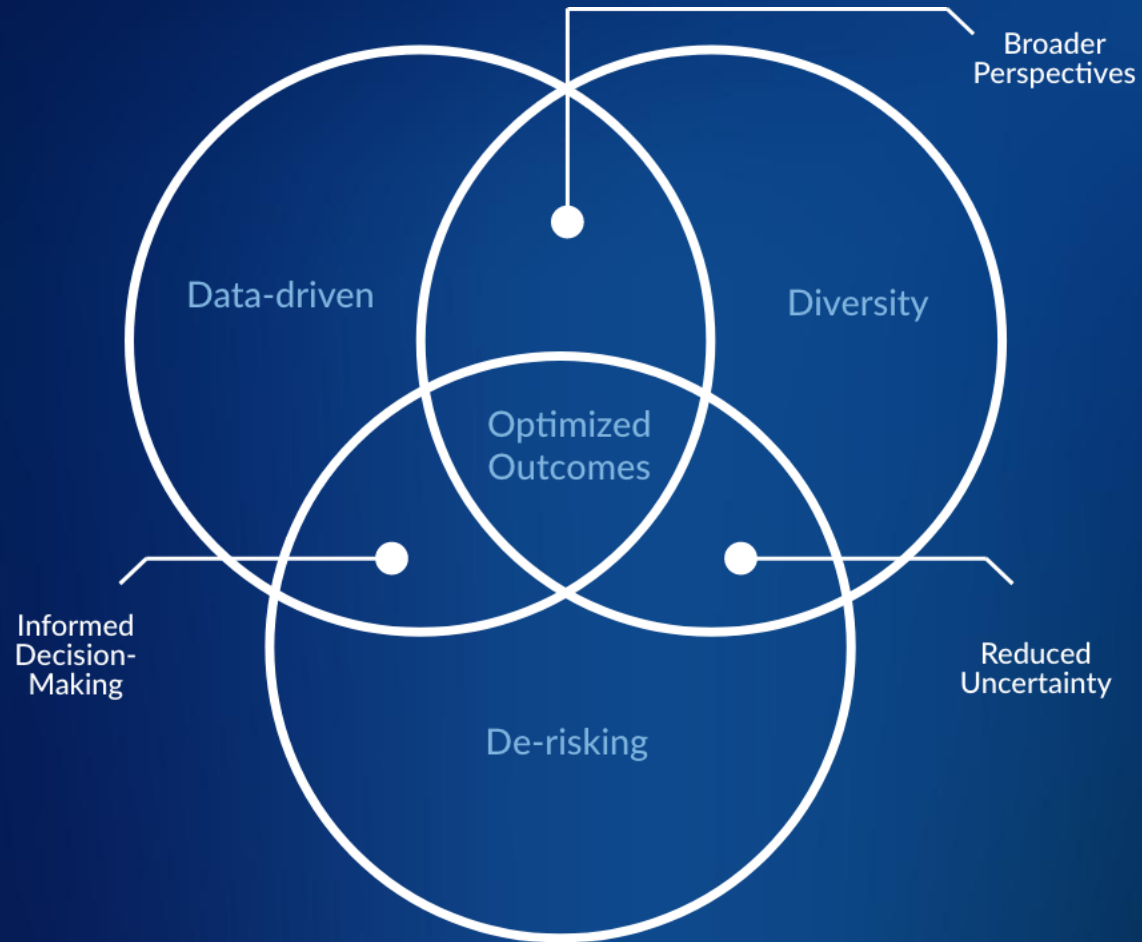 Broader
Perspectives
Data-driven
Diversity
Optimized
Outcomes
Informed
Decision-
Making
Reduced
Uncertainty
De-risking